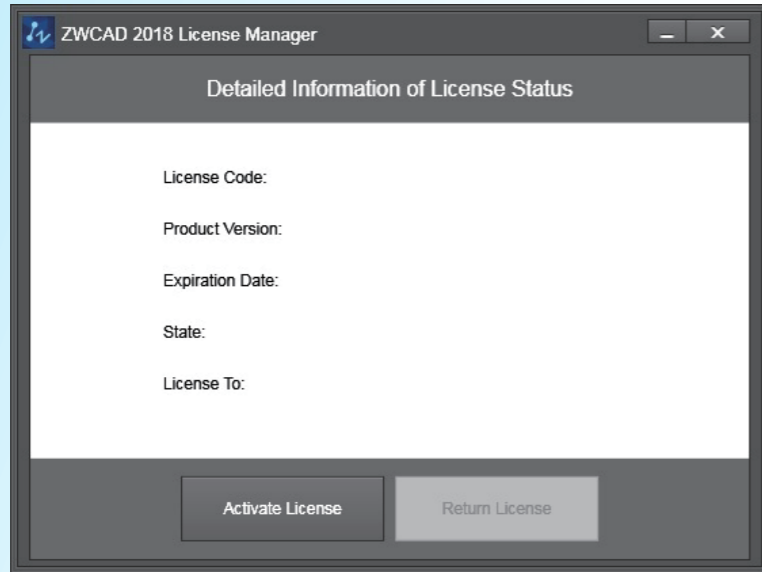 ZWCAD 2018 License Manager
Detailed Information of License Status
License Code:
Product Version:
Expiration Date:
State:
License To:
Activate License
Return License